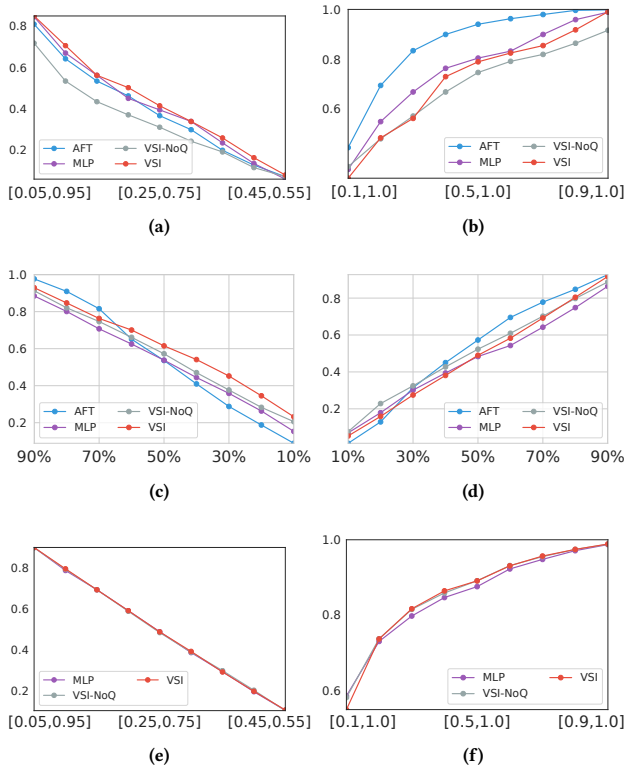 0.8
0.6
0.4
0.2
AFT
MLP
VSI-NoQ
VSI
[0.05,0.95]
[0.25,0.75]
[0.45,0.55]
(a)
1.0
0.8
0.6
AFT
MLP
VSI-NoQ
VSI
[0.1,1.0]
[0.5,1.0]
[0.9,1.0]
(b)
1.0
0.8
0.6
0.4
0.2
AFT
MLP
VSI-NoQ
VSI
90%
70%
50%
30%
10%
(c)
0.8
0.6
0.4
0.2
AFT
MLP
VSI-NoQ
VSI
10%
30%
50%
70%
90%
(d)
0.8
0.6
0.4
0.2
MLP
VSI-NoQ
VSI
[0.05,0.95]
[0.25,0.75]
[0.45,0.55]
(e)
1.0
0.8
0.6
MLP
VSI-NoQ
VSI
[0.1,1.0]
[0.5,1.0]
[0.9,1.0]
(f)